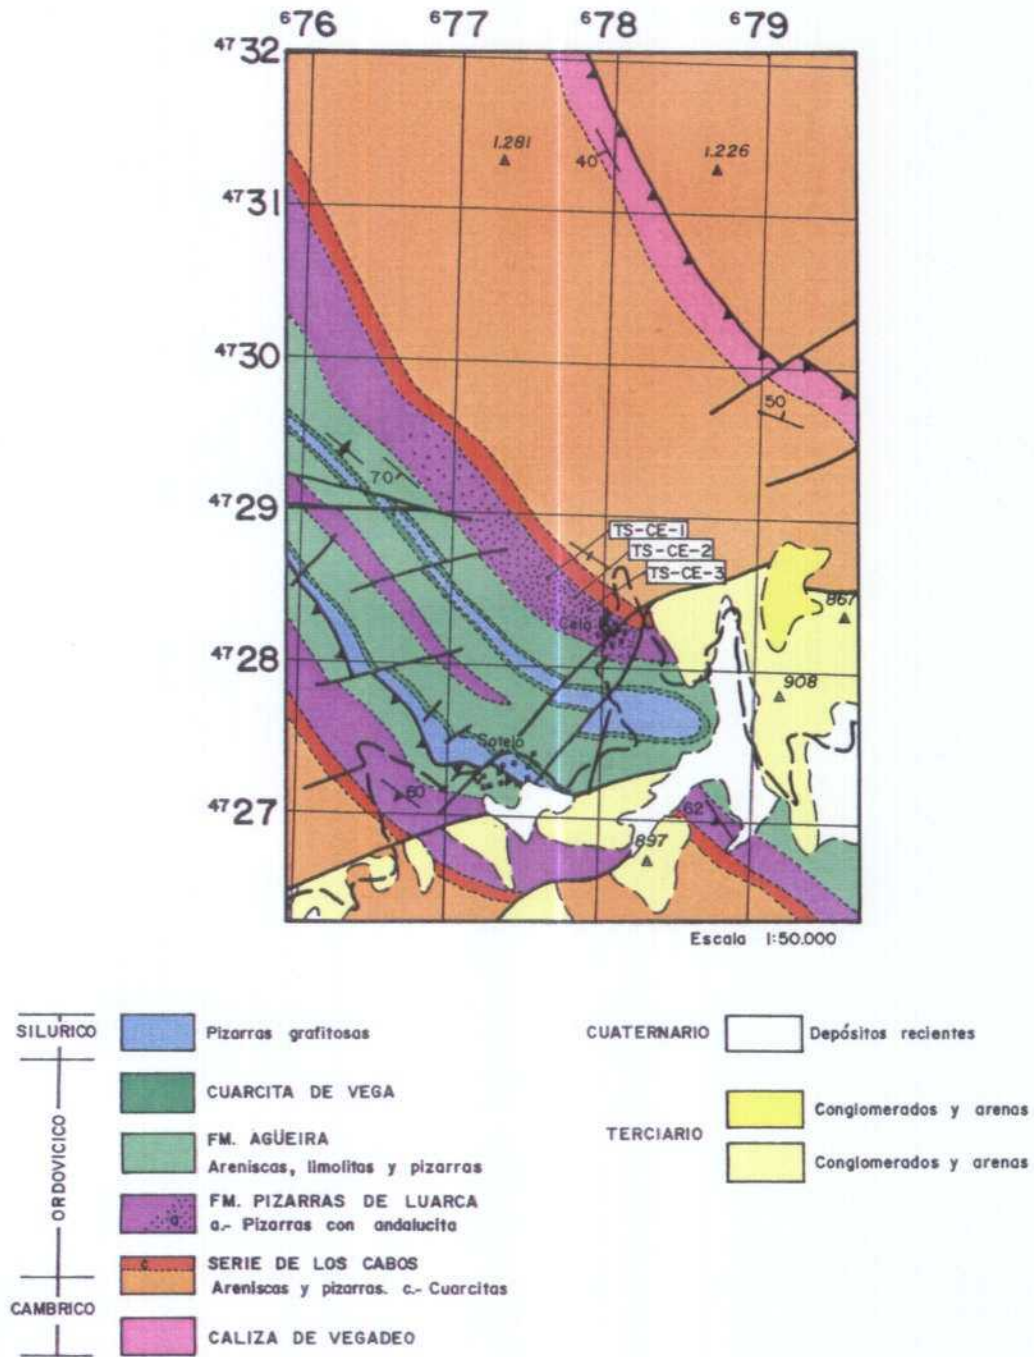 676 677 678 679
4732
1.281
1.226
40
4731
4730
50
70
4729
TS-CE-1
TS-CE-2
TS-CE-3
867
Cela
4728
908
Sotelo
60
4727
62
897
Escala 1:50.000
SILURICO
Pizarras grafitosas
CUATERNARIO
Depósitos recientes
ORDOVICICO
CUARCITA DE VEGA
TERCIARIO
Conglomerados y arenas
Conglomerados y arenas
FM. AGÜEIRA
Areniscas, limolitas y pizarras
FM. PIZARRAS DE LUARCA
a
a.- Pizarras con andalucita
c
SERIE DE LOS CABOS
Areniscas y pizarras. c.- Cuarcitas
CAMBRICO
CALIZA DE VEGADEO